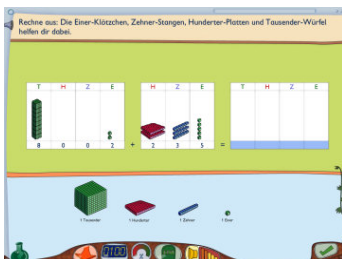 Rechne aus: Die Einer-Klötzchen, Zehner-Stangen, Hunderter-Platten und Tausender-Würfel
helfen dir dabei.
T H Z E T H Z E T H Z E
8 0 0 2 + 2 3 5 =
1 Tausender 1 Hunderter 1 Zehner 1 Einer